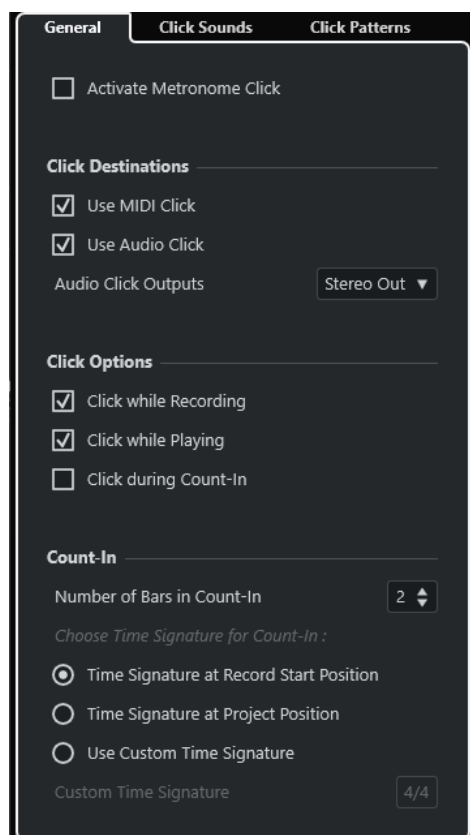 General Click Sounds Click Patterns
Activate Metronome Click
Click Destinations
Use MIDI Click
Use Audio Click
Audio Click Outputs Stereo Out
Click Options
Click while Recording
Click while Playing
Click during Count-In
Count-In
Number of Bars in Count-In 2
Choose Time Signature for Count-In :
Time Signature at Record Start Position
Time Signature at Project Position
Use Custom Time Signature
Custom Time Signature 4/4